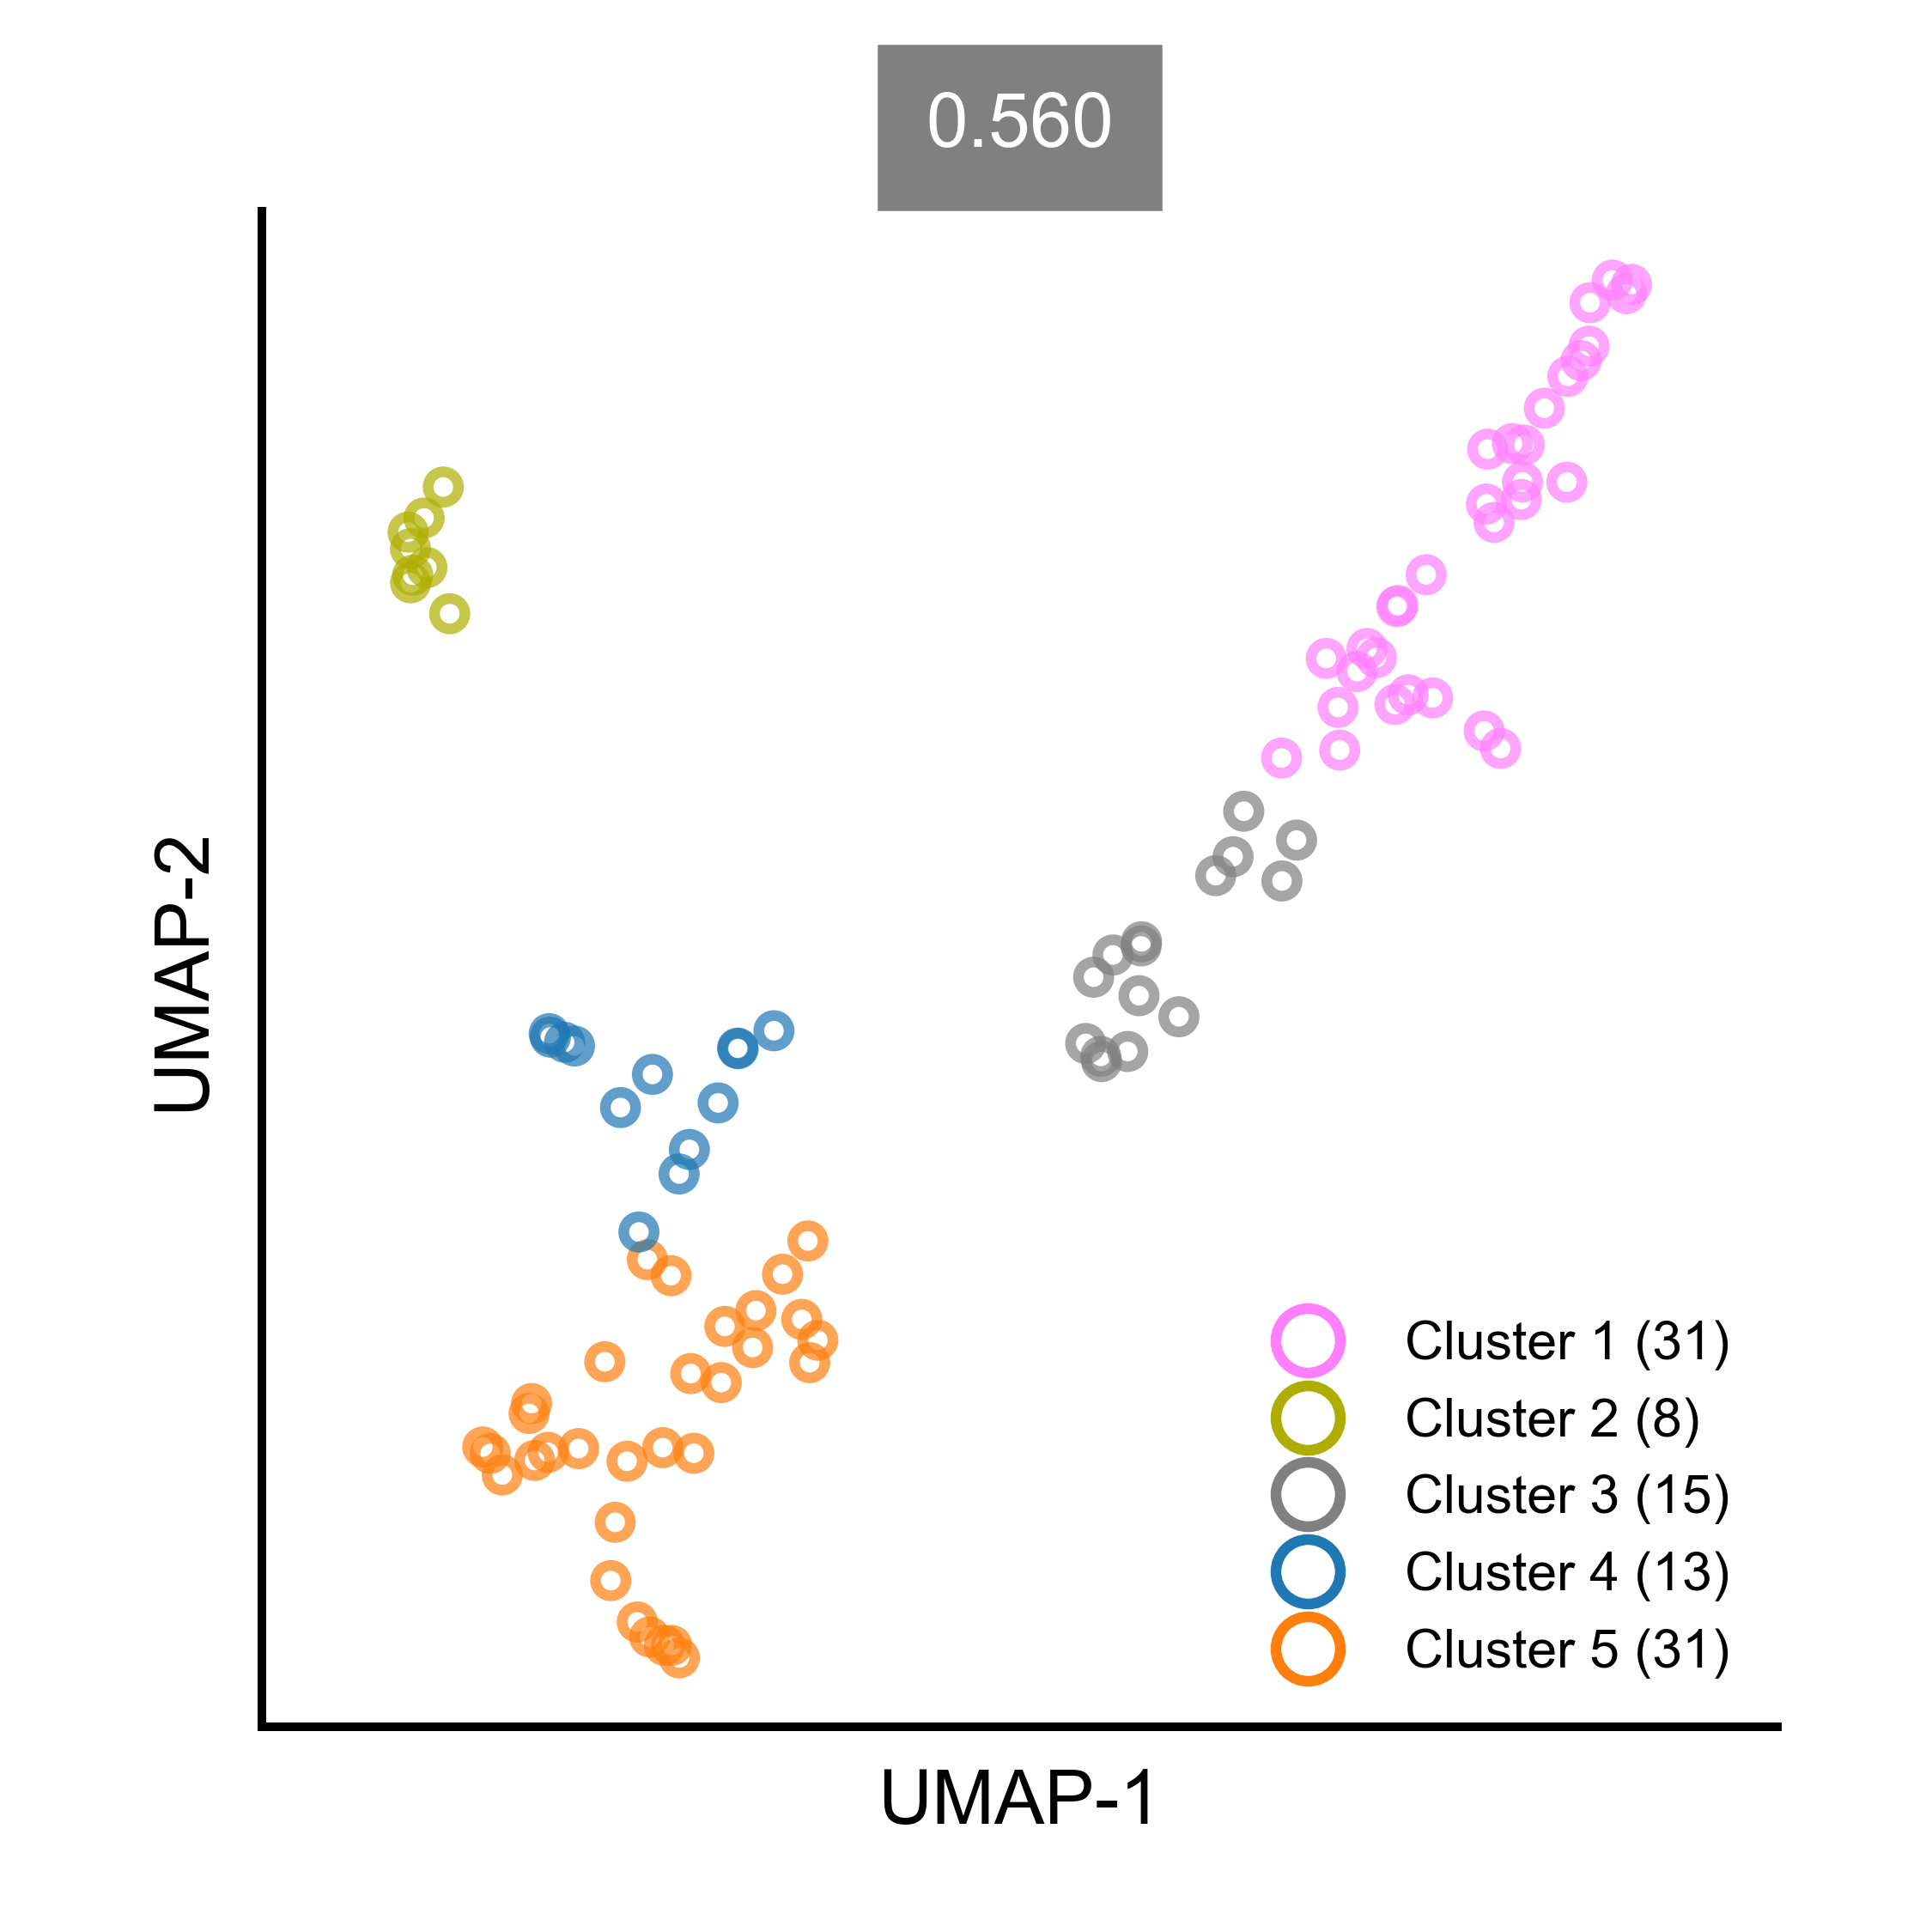 0.560
UMAP-2
Cluster 1 (31)
Cluster 2 (8)
Cluster 3 (15)
Cluster 4 (13)
Cluster 5 (31)
UMAP-1